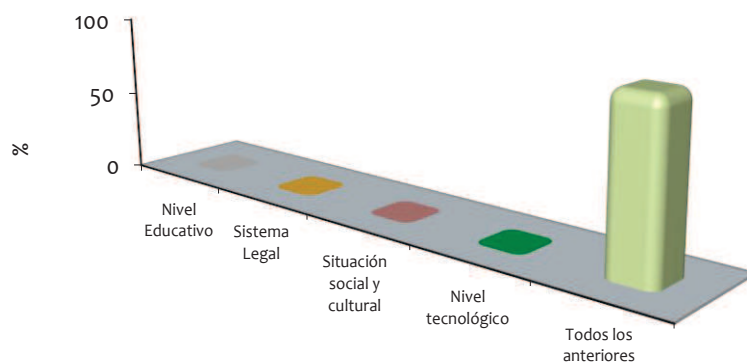 100
50
0
%
Nivel
Educativo
Sistema
Legal
Situación
social y
cultural
Nivel
tecnológico
Todos los
anteriores